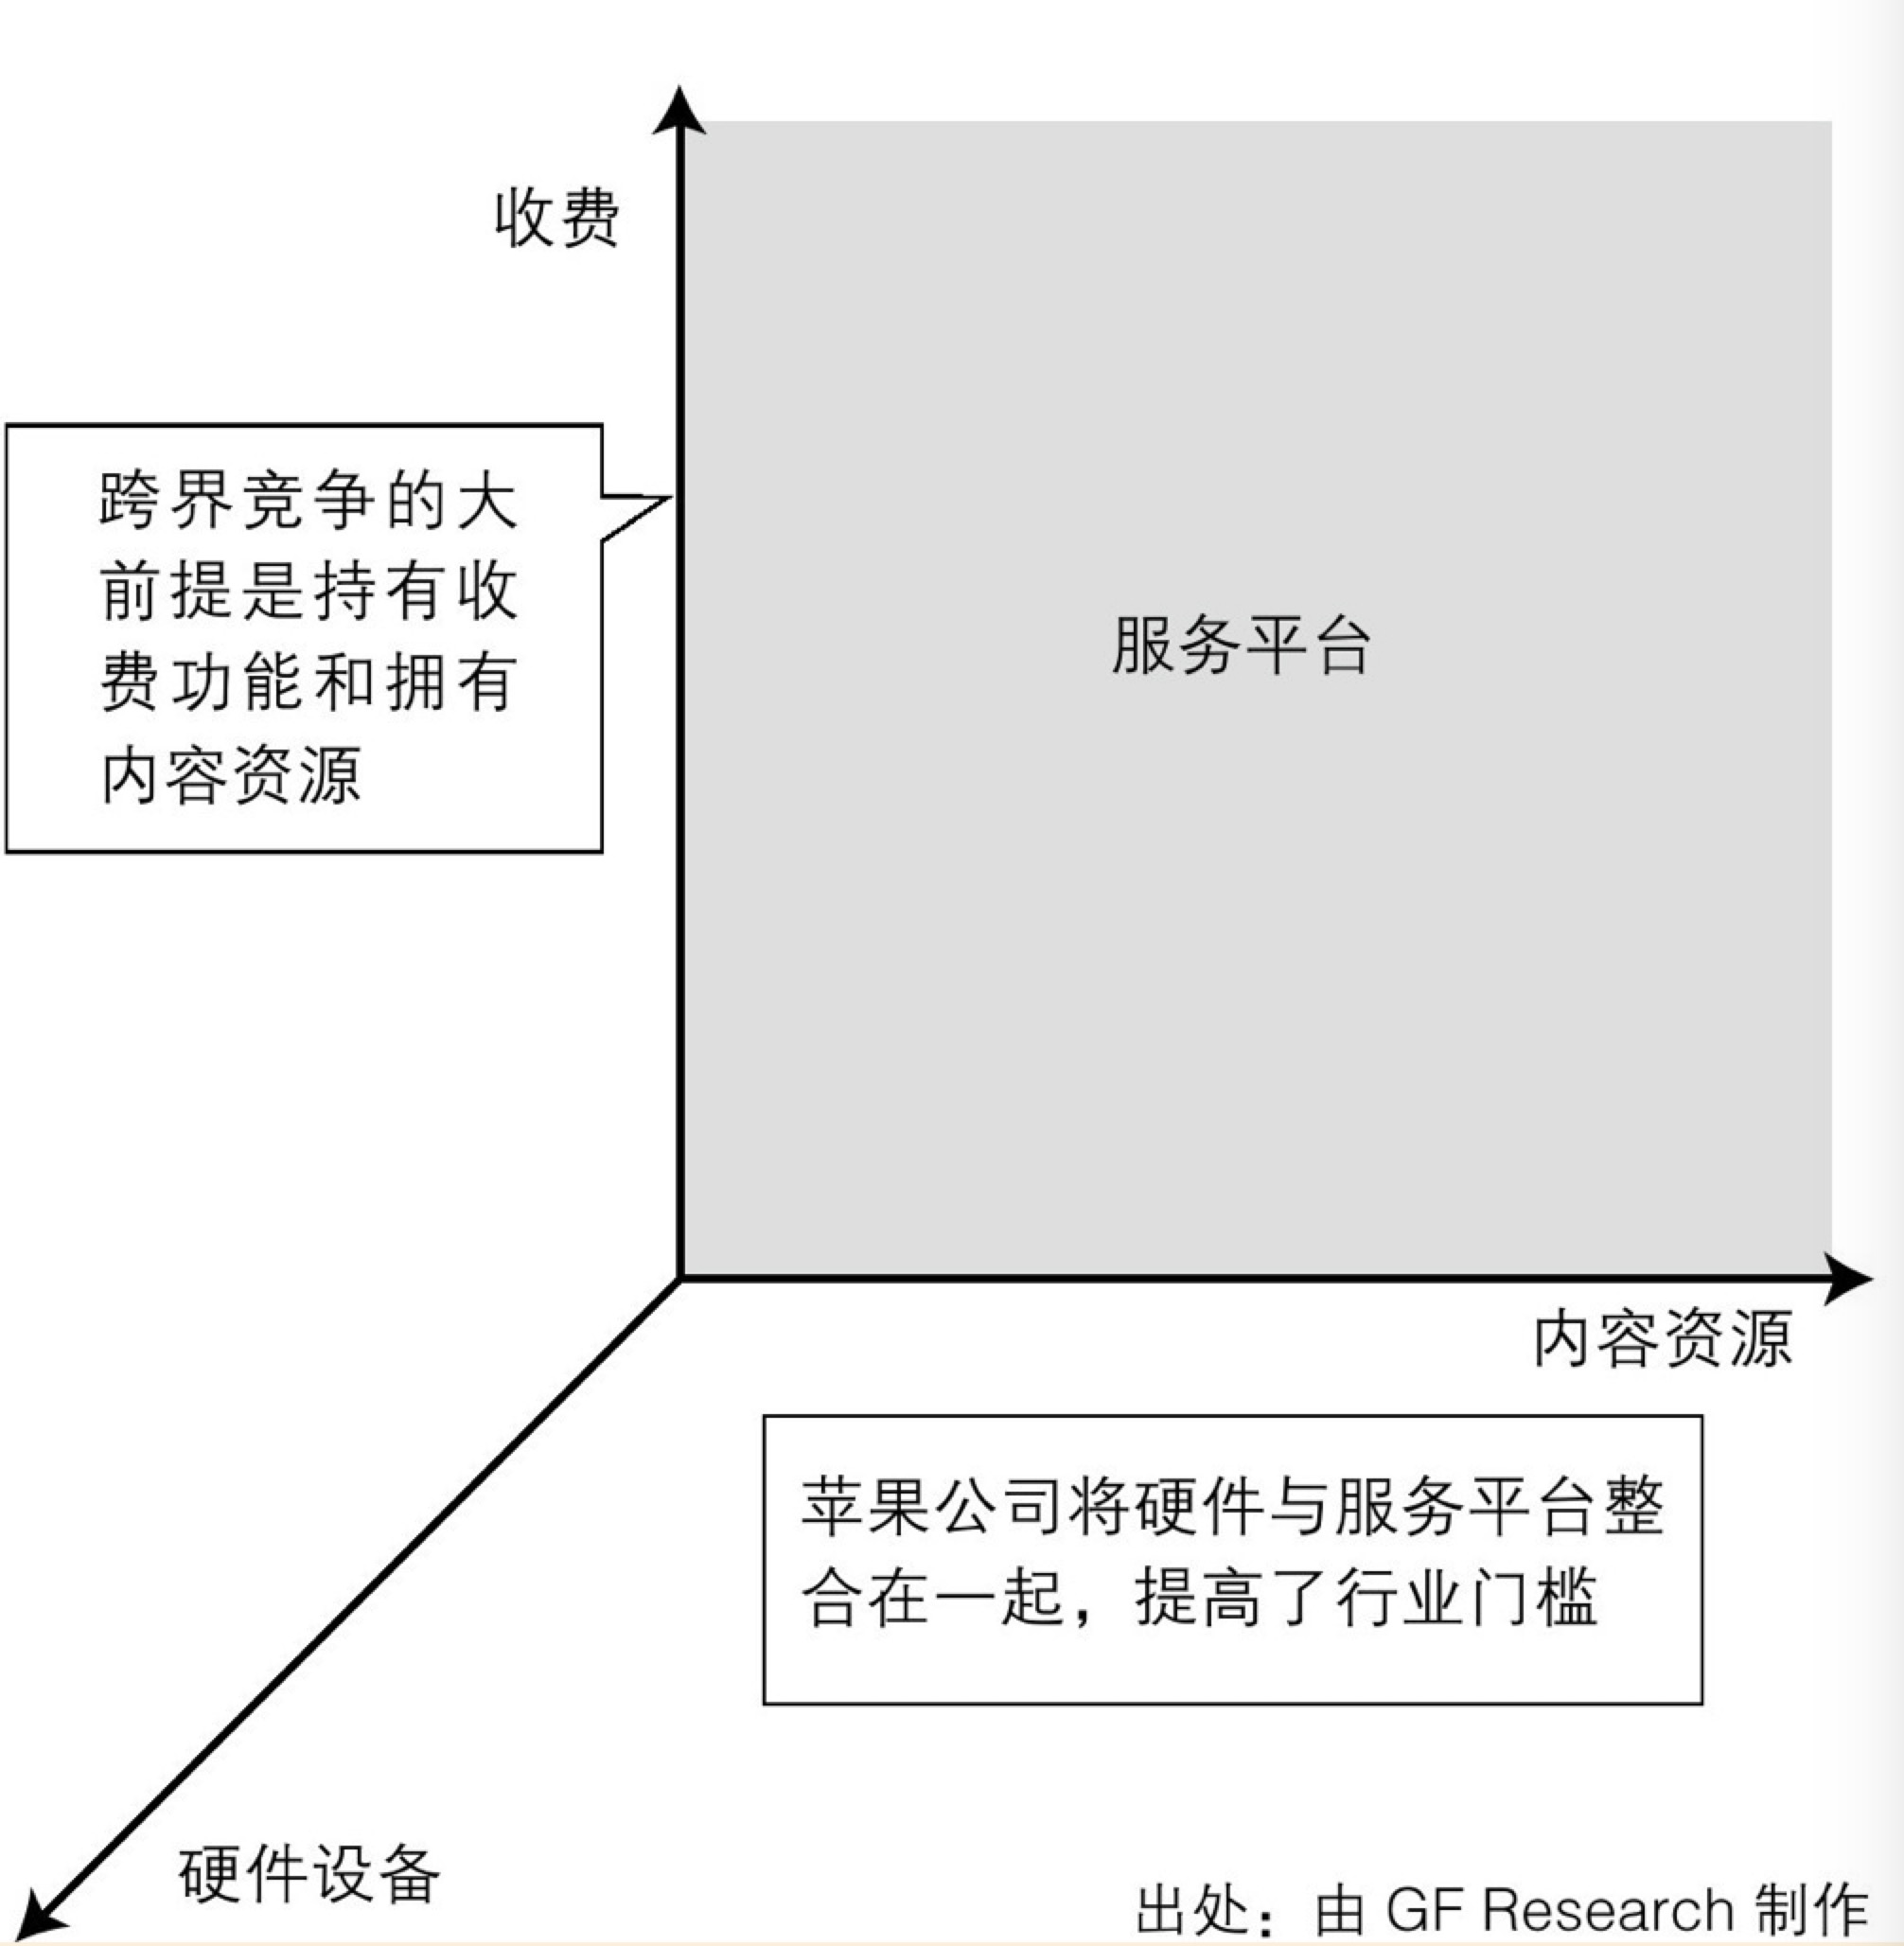 收费
跨界竞争的大
前提是持有收
费功能和拥有
内容资源
服务平台
内容资源
苹果公司将硬件与服务平台整
合在一起，提高了行业门槛
硬件设备
出处：由 GF Research 制作